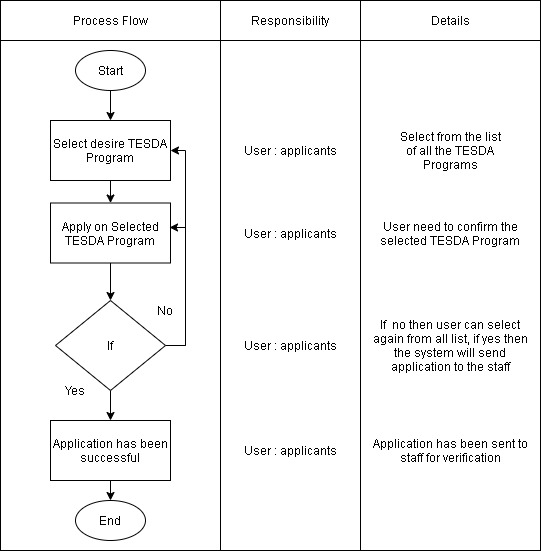 Process Flow
Responsibility
Details
Start
Select desire TESDA
Program
User : applicants
Select from the list
of all the TESDA
Programs
Apply on Selected
TESDA Program
User : applicants
User need to confirm the
selected TESDA Program
No
If
User : applicants
If no then user can select
again from all list, if yes then
the system will send
application to the staff
Yes
Application has been
successful
User : applicants
Application has been sent to
staff for verification
End